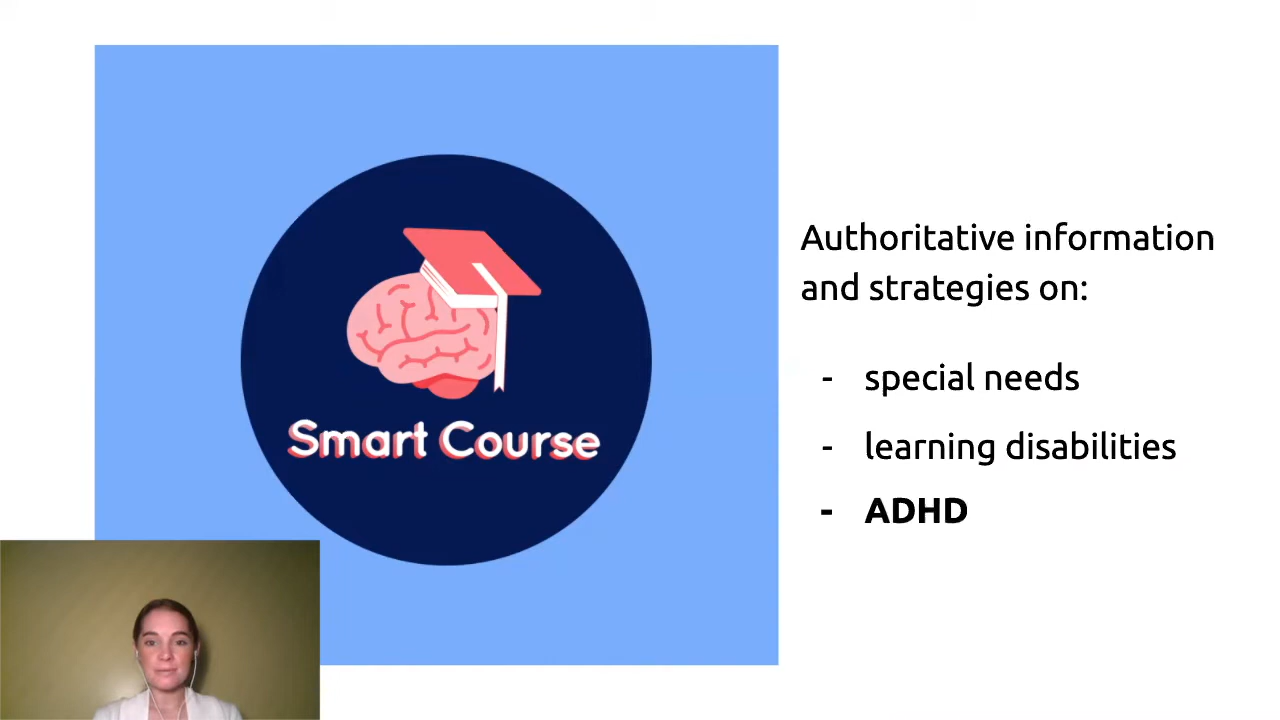 Smart Course
Authoritative information
and strategies on:
- special needs
- learning disabilities
- ADHD